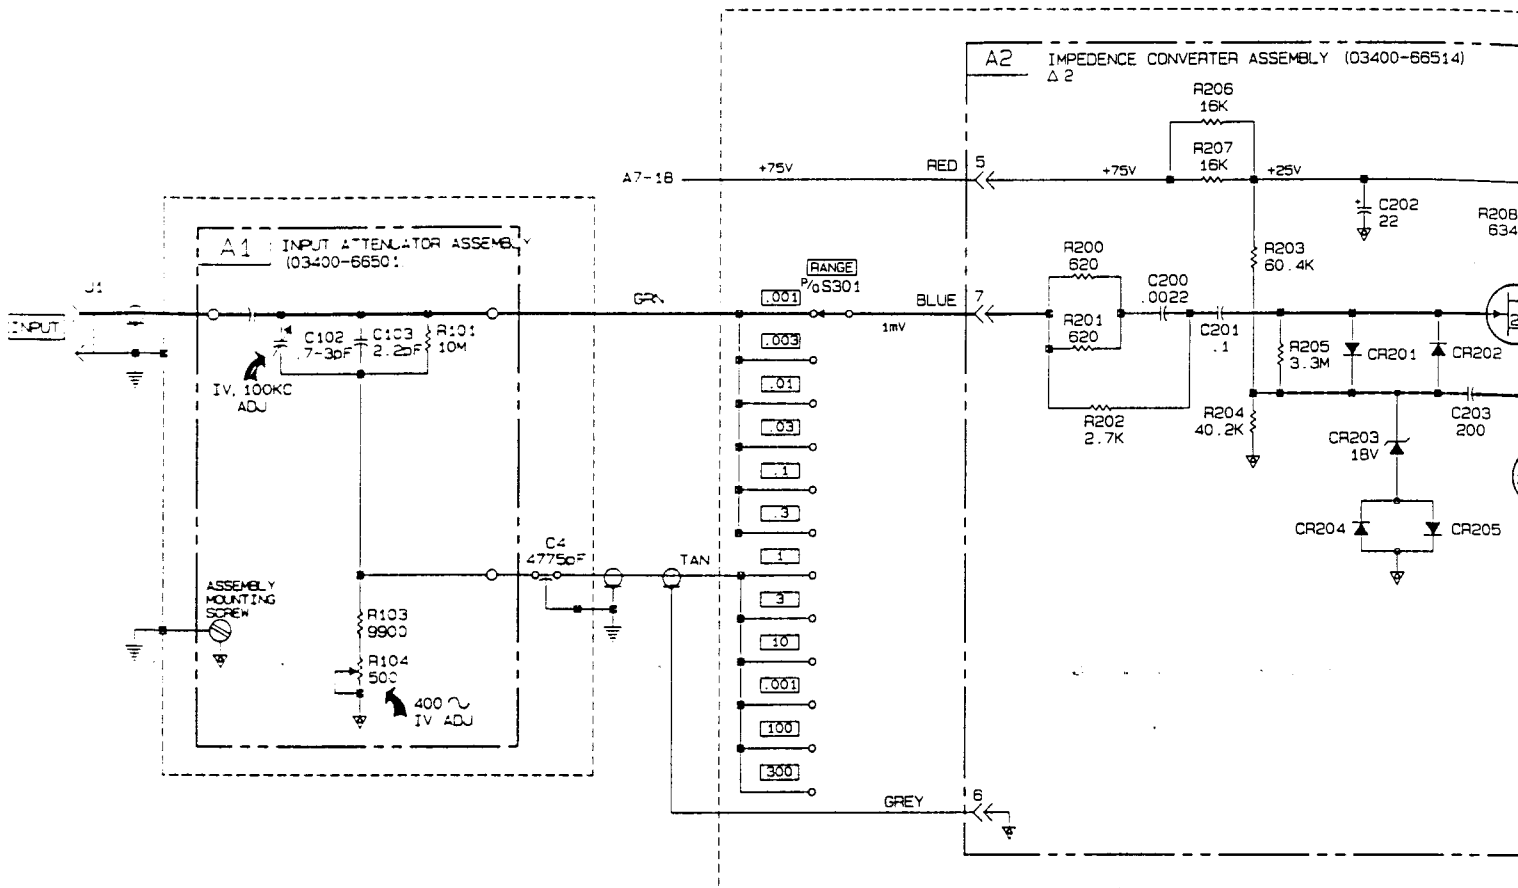 A2 IMPEDENCE CONVERTER ASSEMBLY (03400-66514)
△ 2
R206
16K
R207
16K
A7-18
+75V
RED
5
+75V
+25V
C202
22
R208
634
A1
INPUT ATTENUATOR ASSEMBLY
(03400-66501
R200
620
R203
60.4K
RANGE
P/O S301
C200
.0022
J1
GRN
.001
BLUE
7
INPUT
C102
.7-3pF
C103
2.2pF
R101
10M
1mV
R201
620
C201
.1
R205
3.3M
CR201
CR202
2
.003
IV, 100KC
ADJ
.01
R202
2.7K
R204
40.2K
C203
200
.03
CR203
18V
.1
.3
CR204
CR205
C4
4775pF
TAN
1
ASSEMBLY
MOUNTING
SCREW
3
R103
9900
10
R104
500
.001
400 ∿
IV ADJ
100
300
GREY
6